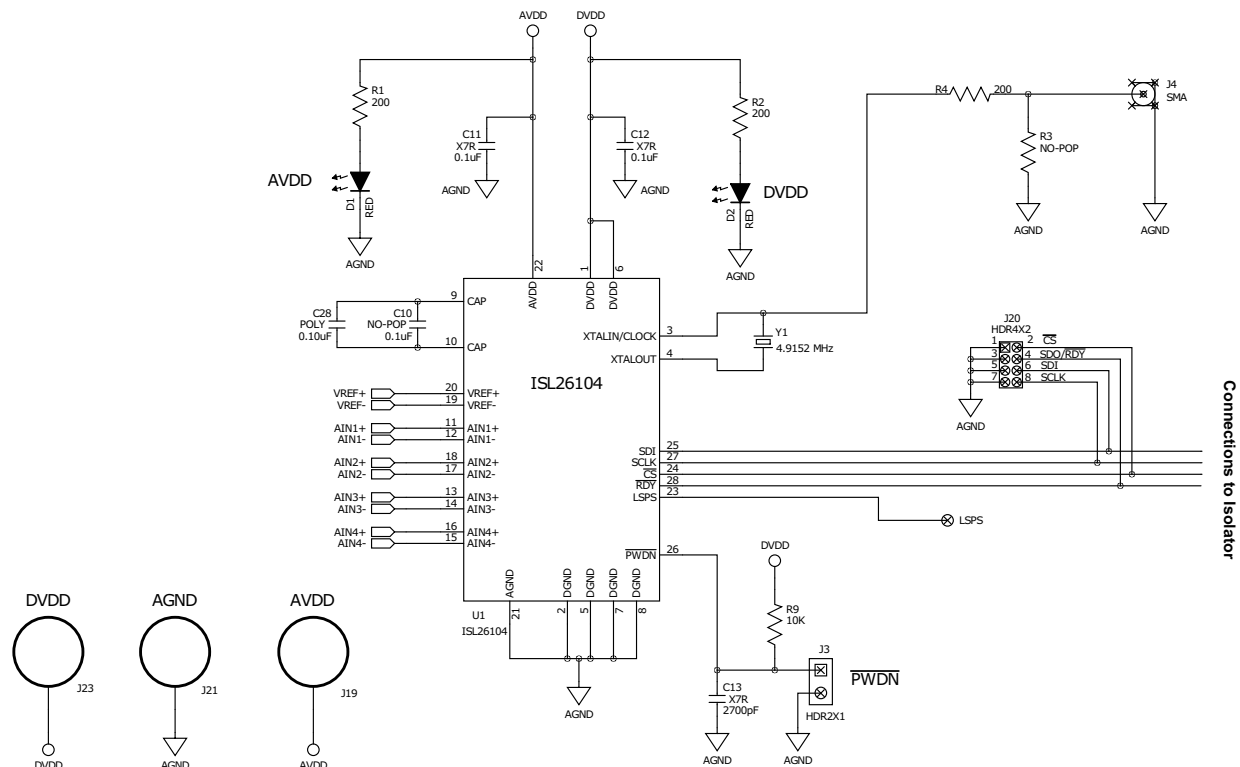 AVDD
DVDD
R1
200
C11
X7R
0.1uF
AGND
C12
X7R
0.1uF
AGND
R2
200
AVDD
D1
RED
AGND
DVDD
D2
RED
AGND
R4
200
J4
SMA
R3
NO-POP
AGND
AGND
22
1
6
AVDD
DVDD
DVDD
C28
POLY
0.10uF
C10
NO-POP
0.1uF
9
CAP
10
CAP
XTALIN/CLOCK
3
XTALOUT
4
Y1
4.9152 MHz
ISL26104
J20
HDR4X2
1
2
CS
3
4
SDO/RDY
5
6
SDI
7
8
SCLK
AGND
Connections to Isolator
VREF+
20
VREF+
VREF-
19
VREF-
AIN1+
11
AIN1+
AIN1-
12
AIN1-
AIN2+
18
AIN2+
AIN2-
17
AIN2-
AIN3+
13
AIN3+
AIN3-
14
AIN3-
AIN4+
16
AIN4+
AIN4-
15
AIN4-
SDI
25
SCLK
27
CS
24
RDY
28
LSPS
23
LSPS
PWDN
26
DVDD
R9
10K
AGND
DGND
DGND
DGND
DGND
21
2
5
7
8
U1
ISL26104
AGND
C13
X7R
2700pF
AGND
J3
PWDN
HDR2X1
AGND
DVDD
J23
DVDD
AGND
J21
AGND
AVDD
J19
AVDD